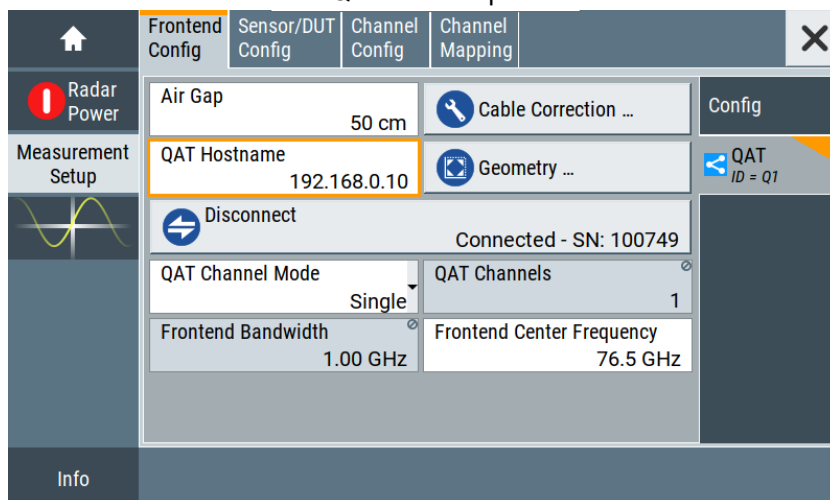 Frontend
Config
Sensor/DUT
Config
Channel
Config
Channel
Mapping
Radar
Power
Measurement
Setup
Air Gap
50 cm
Cable Correction ...
Config
QAT Hostname
192.168.0.10
Geometry ...
QAT
ID = Q1
Disconnect
Connected - SN: 100749
QAT Channel Mode
Single
QAT Channels
1
Frontend Bandwidth
1.00 GHz
Frontend Center Frequency
76.5 GHz
Info